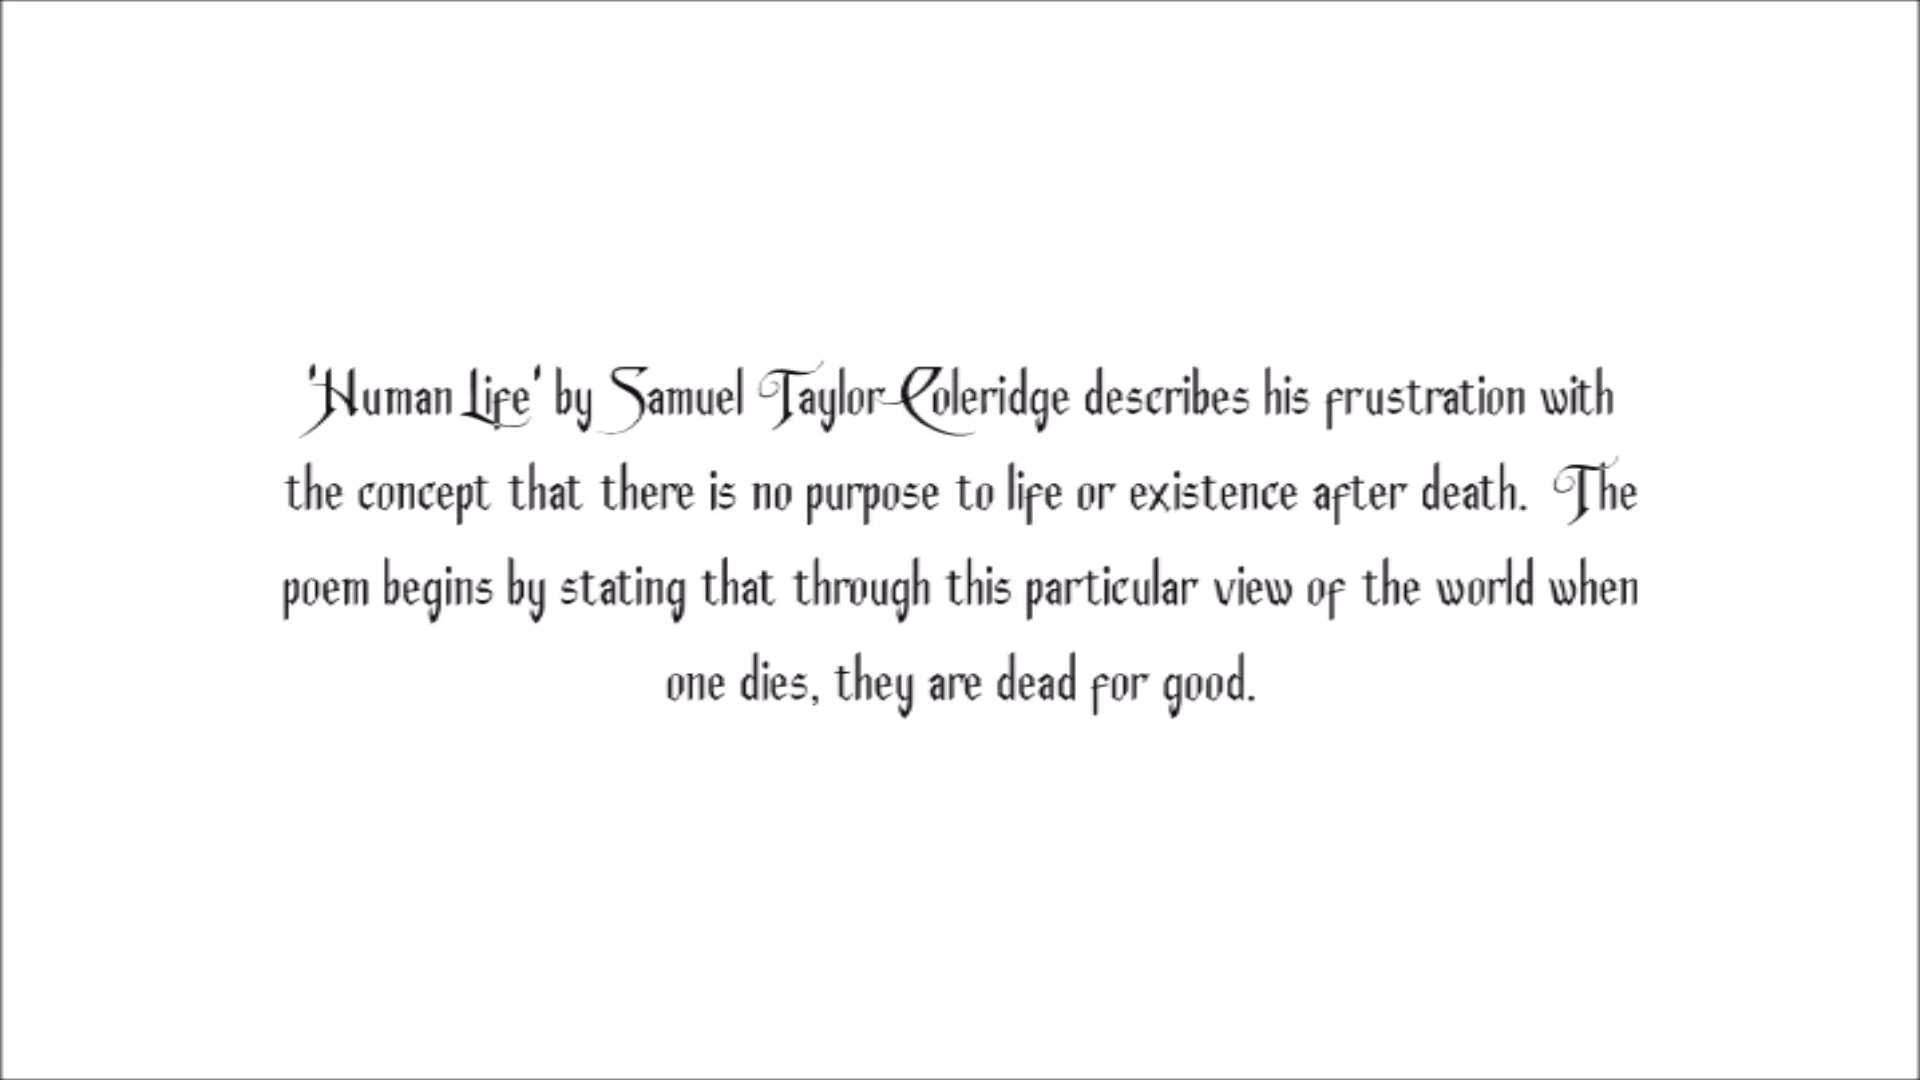 'Human Life' by Samuel Taylor Coleridge describes his frustration with
the concept that there is no purpose to life or existence after death.  The
poem begins by stating that through this particular view of the world when
one dies, they are dead for good.